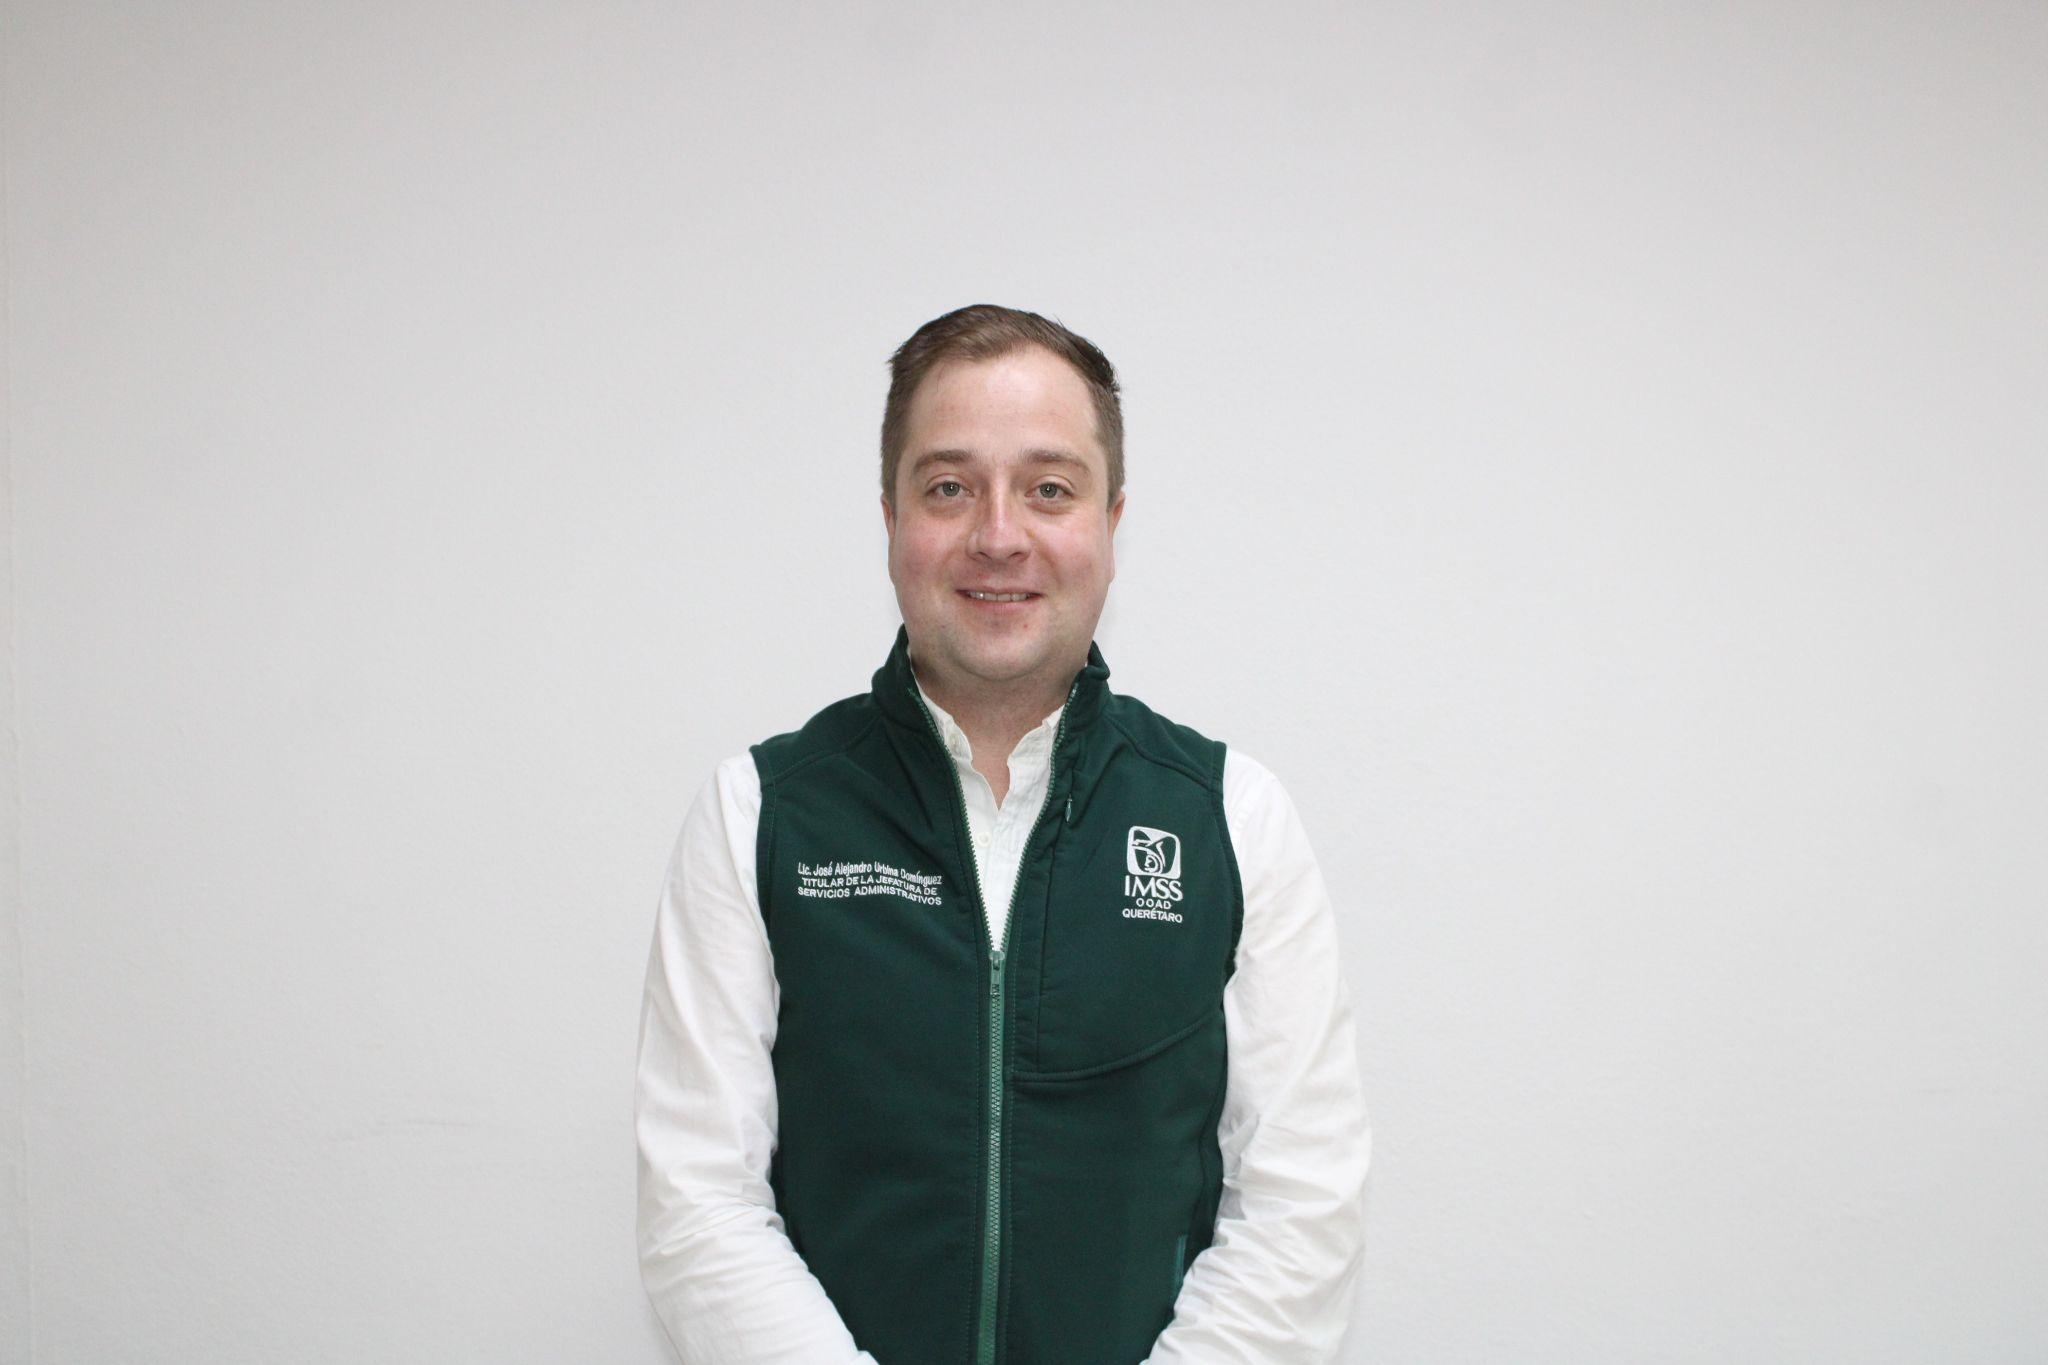 Lic. José Alejandro Urbina Domínguez
TITULAR DE LA JEFATURA DE
SERVICIOS ADMINISTRATIVOS
IMSS
OOAD
QUERÉTARO